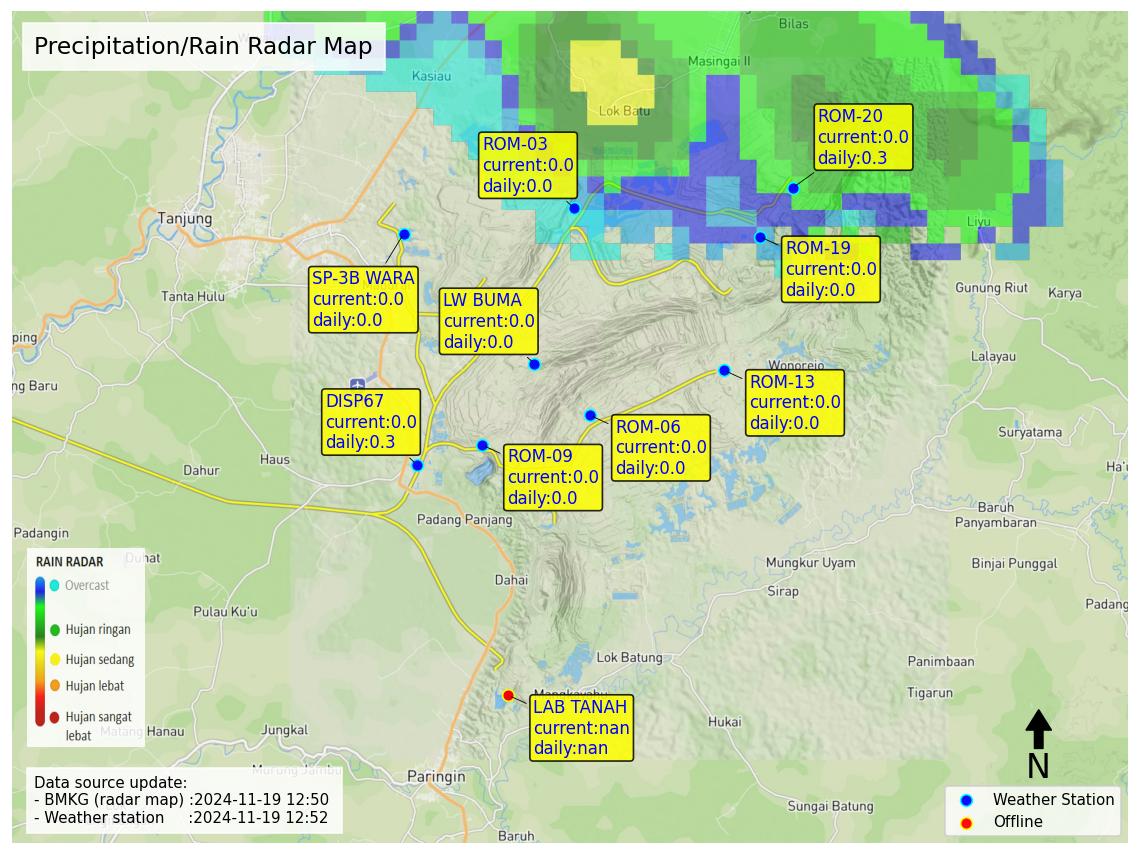 Precipitation/Rain Radar Map
Bilas
Masingai II
Kasiau
Lok Batu
ROM-20
current:0.0
daily:0.3
ROM-03
current:0.0
daily:0.0
Tanjung
Liyu
ROM-19
current:0.0
daily:0.0
SP-3B WARA
current:0.0
daily:0.0
LW BUMA
current:0.0
daily:0.0
Tanta Hulu
Gunung Riut
Karya
ping
Lalayau
Wonorejo
ng Baru
ROM-13
current:0.0
daily:0.0
DISP67
current:0.0
daily:0.3
ROM-06
current:0.0
daily:0.0
Suryatama
ROM-09
current:0.0
daily:0.0
Haus
Dahur
Ha'u
Padang Panjang
Baruh
Panyambaran
Padangin
Duhat
Mungkur Uyam
Binjai Punggal
RAIN RADAR
Overcast
Hujan ringan
Hujan sedang
Hujan lebat
Hujan sangat
lebat
Dahai
Sirap
Pulau Ku'u
Padang
Lok Batung
Panimbaan
Tigarun
Mangkayahu
LAB TANAH
current:nan
daily:nan
Hukai
Matang Hanau
Jungkal
Murung Jambu
Paringin
N
Data source update:
- BMKG (radar map) :2024-11-19 12:50
- Weather station :2024-11-19 12:52
Sungai Batung
Baruh
Weather Station
Offline